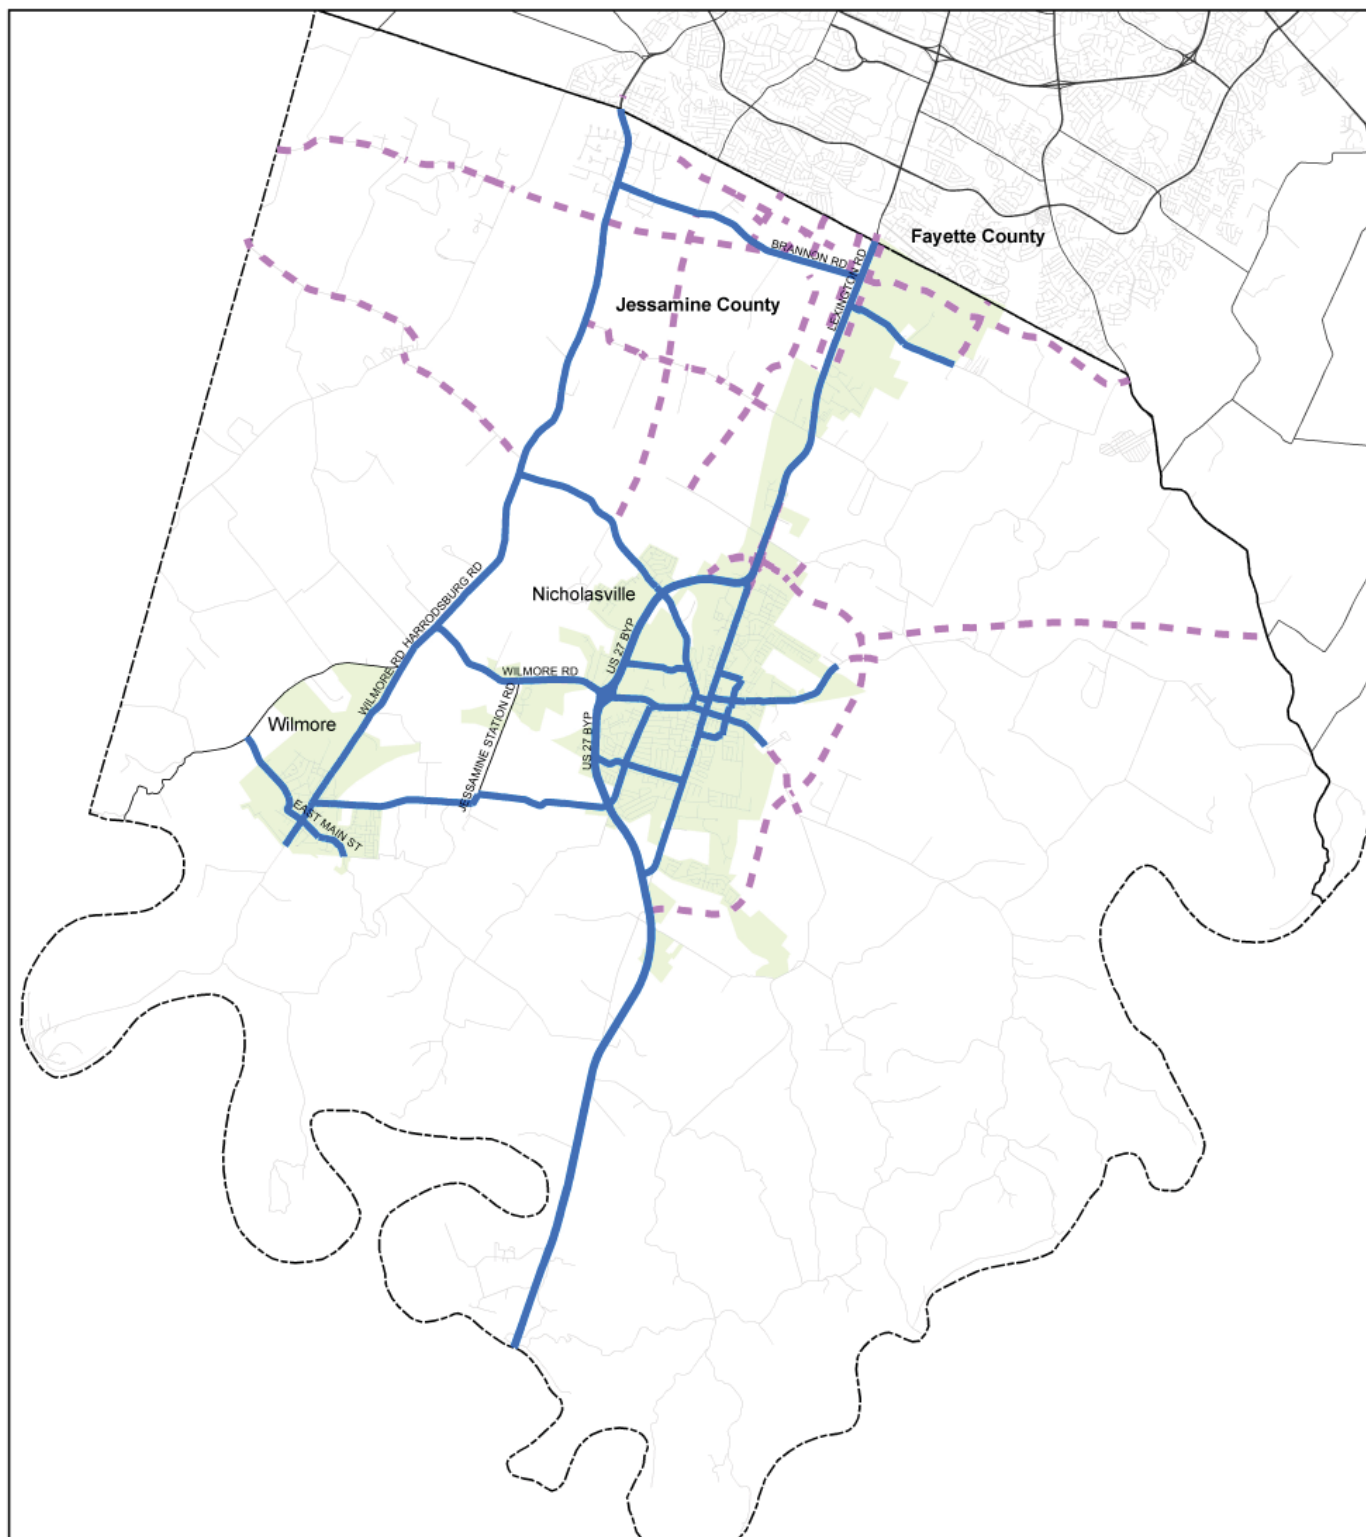 Fayette County
BRANNON RD
LEXINGTON RD
Jessamine County
Nicholasville
HARRODSBURG RD
US 27 BYP
WILMORE RD
WILMORE RD
JESSAMINE STATION RD
Wilmore
US 27 BYP
EAST MAIN ST